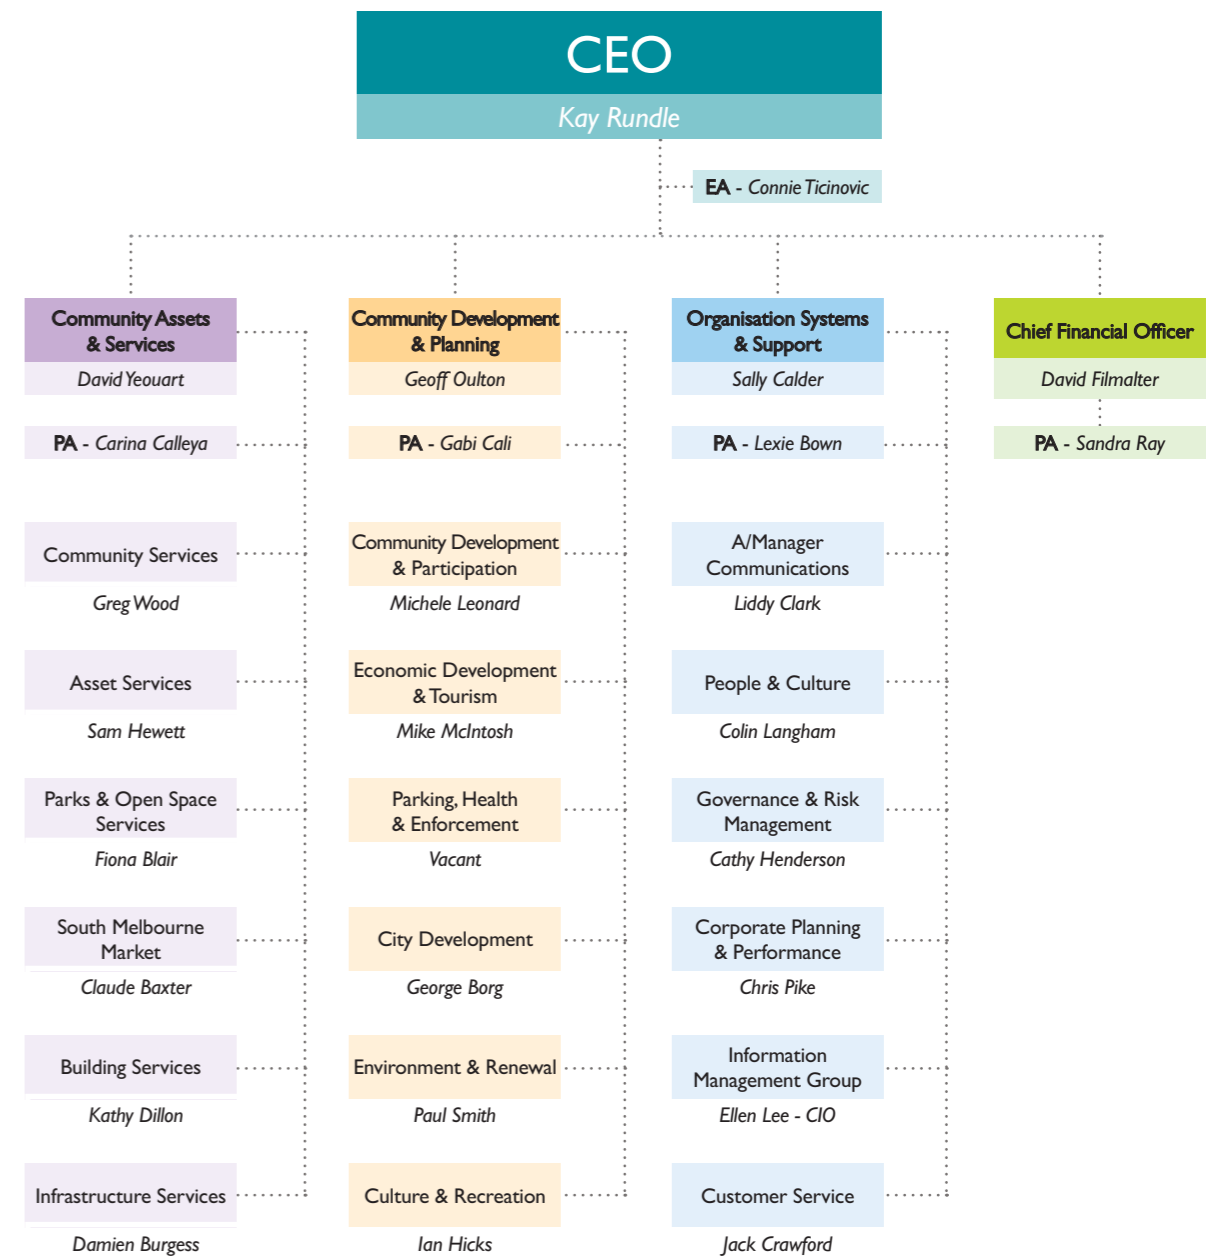 CEO
Kay Rundle
EA - Connie Ticinovic
Community Assets
& Services
David Yeouart
PA - Carina Calleya
Community Services
Greg Wood
Asset Services
Sam Hewett
Parks & Open Space
Services
Fiona Blair
South Melbourne
Market
Claude Baxter
Building Services
Kathy Dillon
Infrastructure Services
Damien Burgess
Community Development
& Planning
Geoff Oulton
PA - Gabi Cali
Community Development
& Participation
Michele Leonard
Economic Development
& Tourism
Mike McIntosh
Parking, Health
& Enforcement
Vacant
City Development
George Borg
Environment & Renewal
Paul Smith
Culture & Recreation
Ian Hicks
Organisation Systems
& Support
Sally Calder
PA - Lexie Bown
A/Manager
Communications
Liddy Clark
People & Culture
Colin Langham
Governance & Risk
Management
Cathy Henderson
Corporate Planning
& Performance
Chris Pike
Information
Management Group
Ellen Lee - CIO
Customer Service
Jack Crawford
Chief Financial Officer
David Filmalter
PA - Sandra Ray